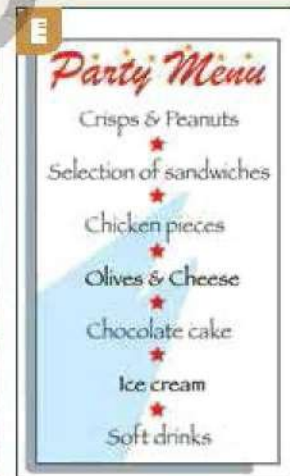 E
Party Menu
Crisps & Peanuts
Selection of sandwiches
Chicken pieces
Olives & Cheese
Chocolate cake
Ice cream
Soft drinks